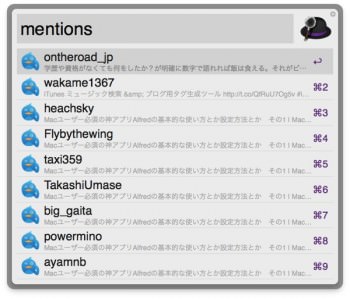 mentions
ontheroad_jp
学歴や資格がなくても何をしたか？が明確に数字で語れれば飯は食える。それがビ…
wakame1367
⌘2
iTunes ミュージック検索 &amp; ブログ用タグ生成ツール http://t.co/QfRuU7Og5v #i…
heachsky
⌘3
Macユーザー必須の神アプリAlfredの基本的な使い方とか設定方法とか その1 I Mac…
Flybythewing
⌘4
Macユーザー必須の神アプリAlfredの基本的な使い方とか設定方法とか その1 I Mac…
taxi359
⌘5
Macユーザー必須の神アプリAlfredの基本的な使い方とか設定方法とか その1 I Mac…
TakashiUmase
⌘6
Macユーザー必須の神アプリAlfredの基本的な使い方とか設定方法とか その1 I Mac…
big_gaita
⌘7
Macユーザー必須の神アプリAlfredの基本的な使い方とか設定方法とか その1 I Mac…
powermino
⌘8
Macユーザー必須の神アプリAlfredの基本的な使い方とか設定方法とか その1 I Mac…
ayamnb
⌘9
Macユーザー必須の神アプリAlfredの基本的な使い方とか設定方法とか その1 I Mac…